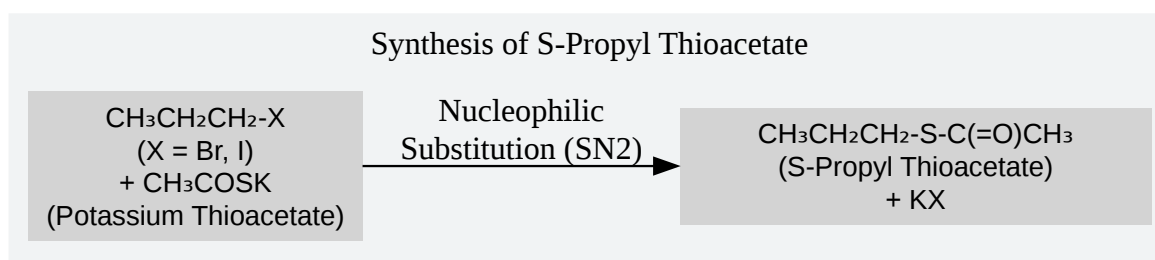 Synthesis of S-Propyl Thioacetate
CH₃CH₂CH₂-X
(X = Br, I)
+ CH₃COSK
(Potassium Thioacetate)
Nucleophilic
Substitution (SN2)
CH₃CH₂CH₂-S-C(=O)CH₃
(S-Propyl Thioacetate)
+ KX